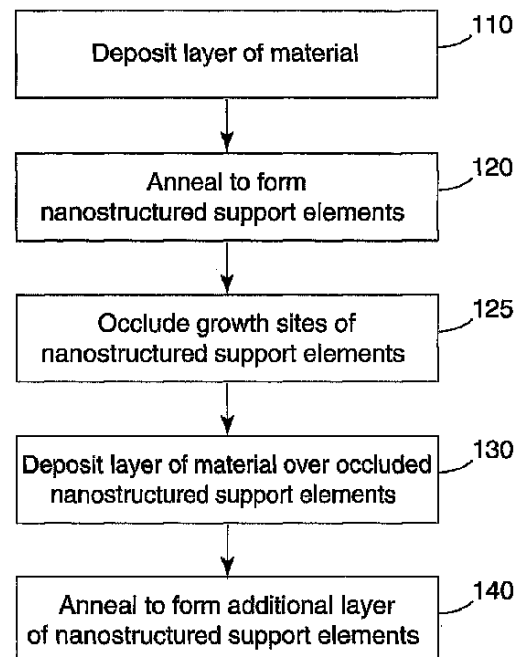 Deposit layer of material
110
Anneal to form
nanostructured support elements
120
Occlude growth sites of
nanostructured support elements
125
Deposit layer of material over occluded
nanostructured support elements
130
Anneal to form additional layer
of nanostructured support elements
140